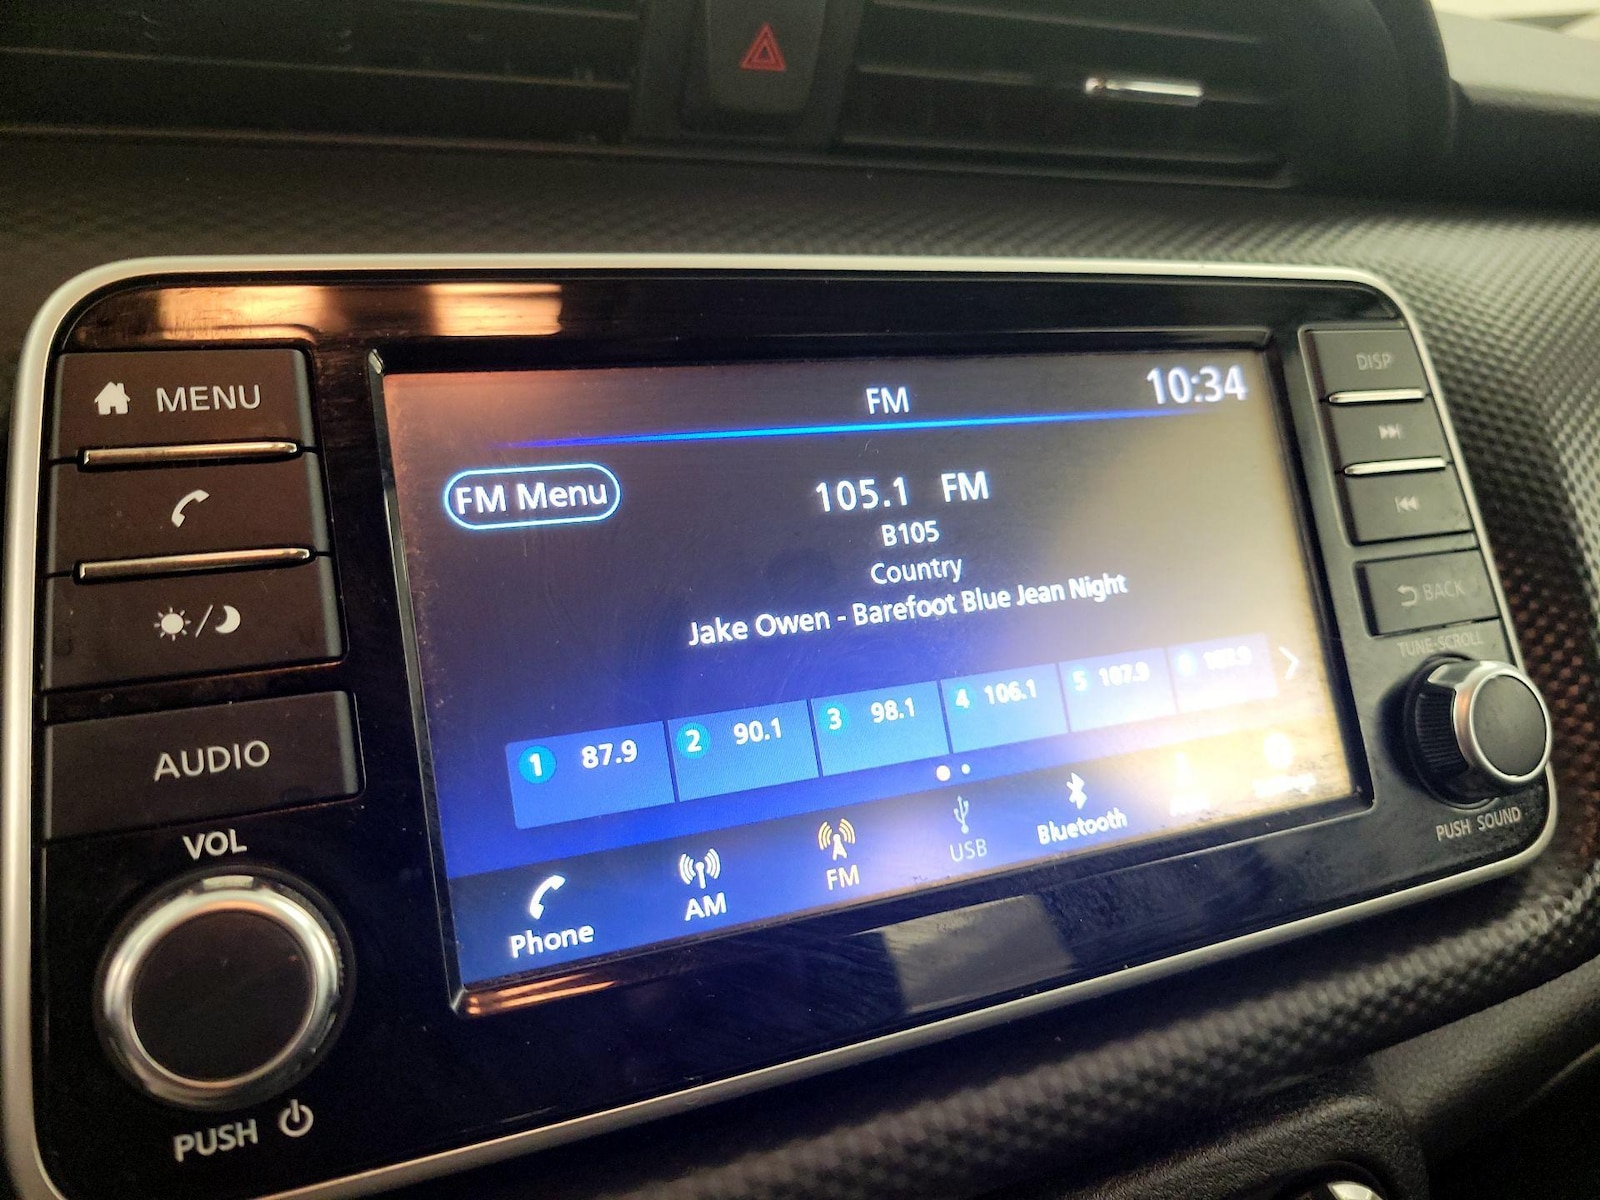 MENU
AUDIO
VOL
PUSH
FM
10:34
FM Menu
105.1 FM
B105
Country
Jake Owen - Barefoot Blue Jean Night
1 87.9
2 90.1
3 98.1
4 106.1
5 107.9
Phone
AM
FM
USB
Bluetooth
DISP
BACK
TUNE-SCROLL
PUSH SOUND